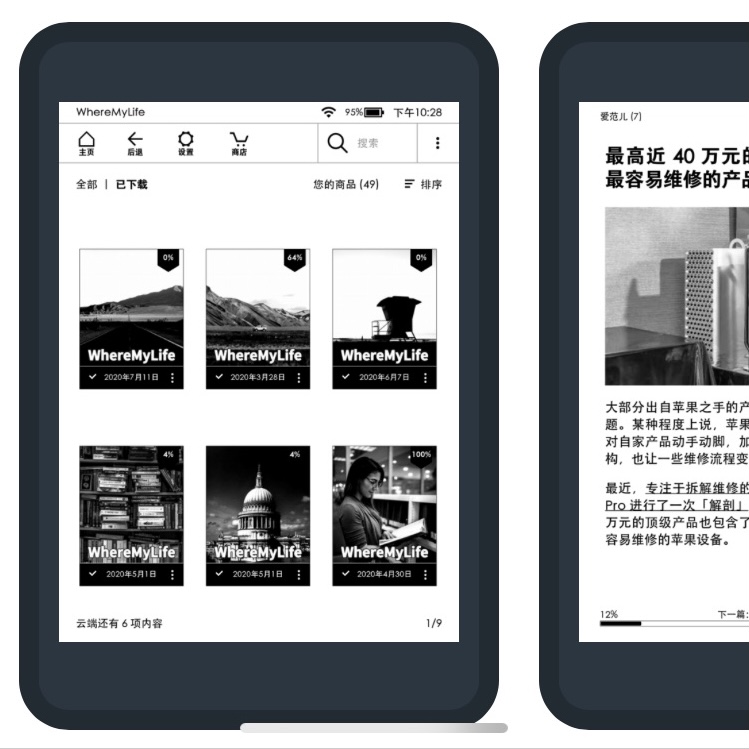 WhereMyLife
95%
下午10:28
主页
后退
设置
商店
搜索
全部 | 已下载
您的商品 (49)
排序
0%
WhereMyLife
2020年7月11日
64%
WhereMyLife
2020年3月28日
0%
WhereMyLife
2020年6月7日
4%
WhereMyLife
2020年5月1日
4%
WhereMyLife
2020年5月1日
100%
WhereMyLife
2020年4月30日
云端还有 6 项内容
1/9
爱范儿 (7)
最高近 40 万元的
最容易维修的产品
大部分出自苹果之手的产
题。某种程度上说，苹果
对自家产品动手动脚，加
构，也让一些维修流程变
最近，专注于拆解维修的
Pro 进行了一次「解剖」
万元的顶级产品也包含了
容易维修的苹果设备。
12%
下一篇: